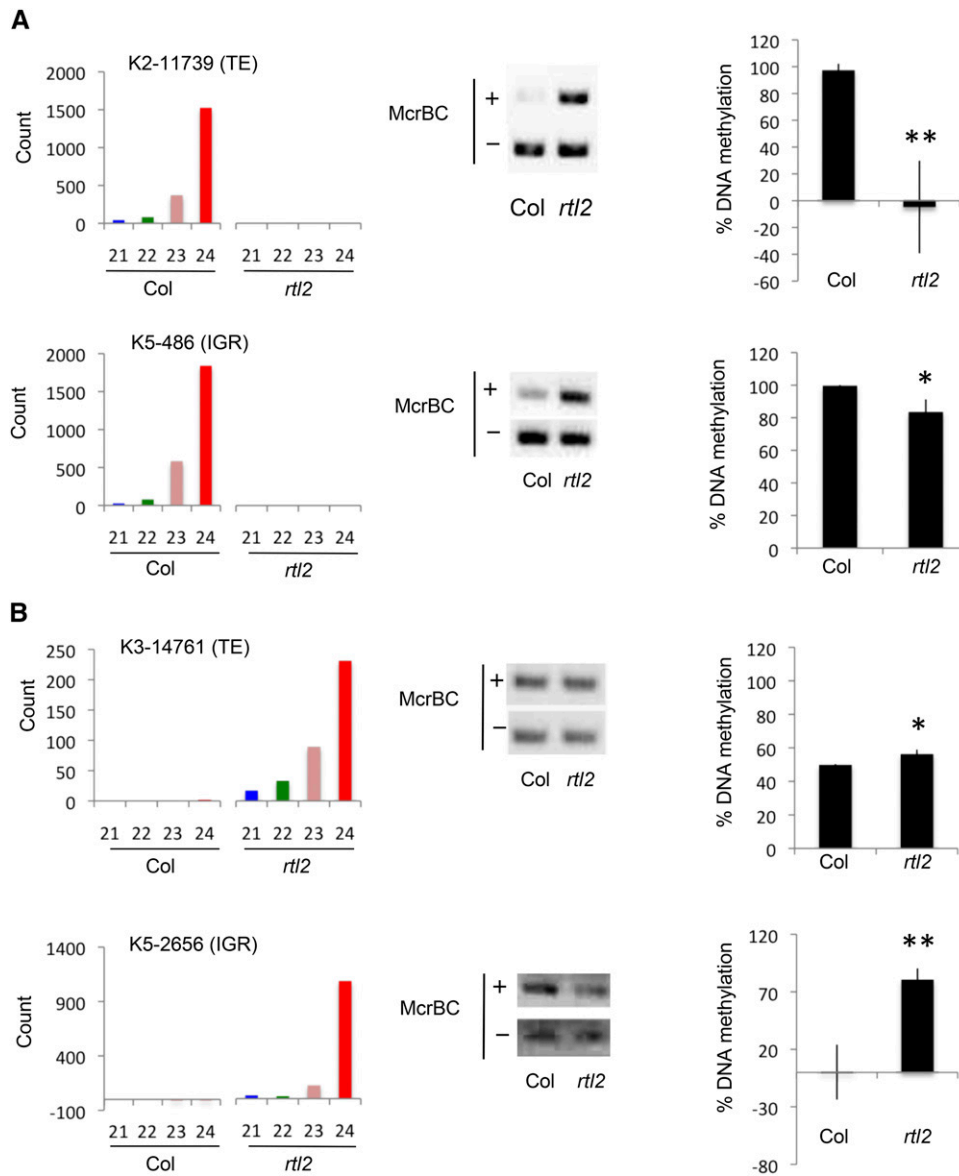 A
K2-11739 (TE)
Count
2000
1500
1000
500
0
21 22 23 24 21 22 23 24
Col rtl2
McrBC
+
−
Col rtl2
% DNA methylation
120
100
80
60
40
20
0
-20
-40
-60
**
Col rtl2
K5-486 (IGR)
Count
2000
1500
1000
500
0
21 22 23 24 21 22 23 24
Col rtl2
McrBC
+
−
Col rtl2
% DNA methylation
120
100
80
60
40
20
0
*
Col rtl2
B
K3-14761 (TE)
Count
250
200
150
100
50
0
21 22 23 24 21 22 23 24
Col rtl2
McrBC
+
−
Col rtl2
% DNA methylation
120
100
80
60
40
20
0
*
Col rtl2
K5-2656 (IGR)
Count
1400
900
400
-100
21 22 23 24 21 22 23 24
Col rtl2
McrBC
+
−
Col rtl2
% DNA methylation
120
70
20
-30
-80
**
Col rtl2